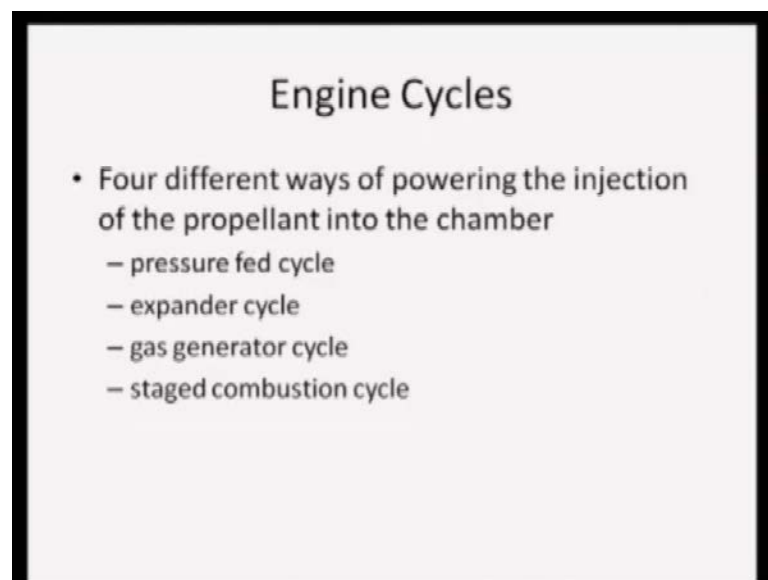 Engine Cycles
• Four different ways of powering the injection
of the propellant into the chamber
– pressure fed cycle
– expander cycle
– gas generator cycle
– staged combustion cycle